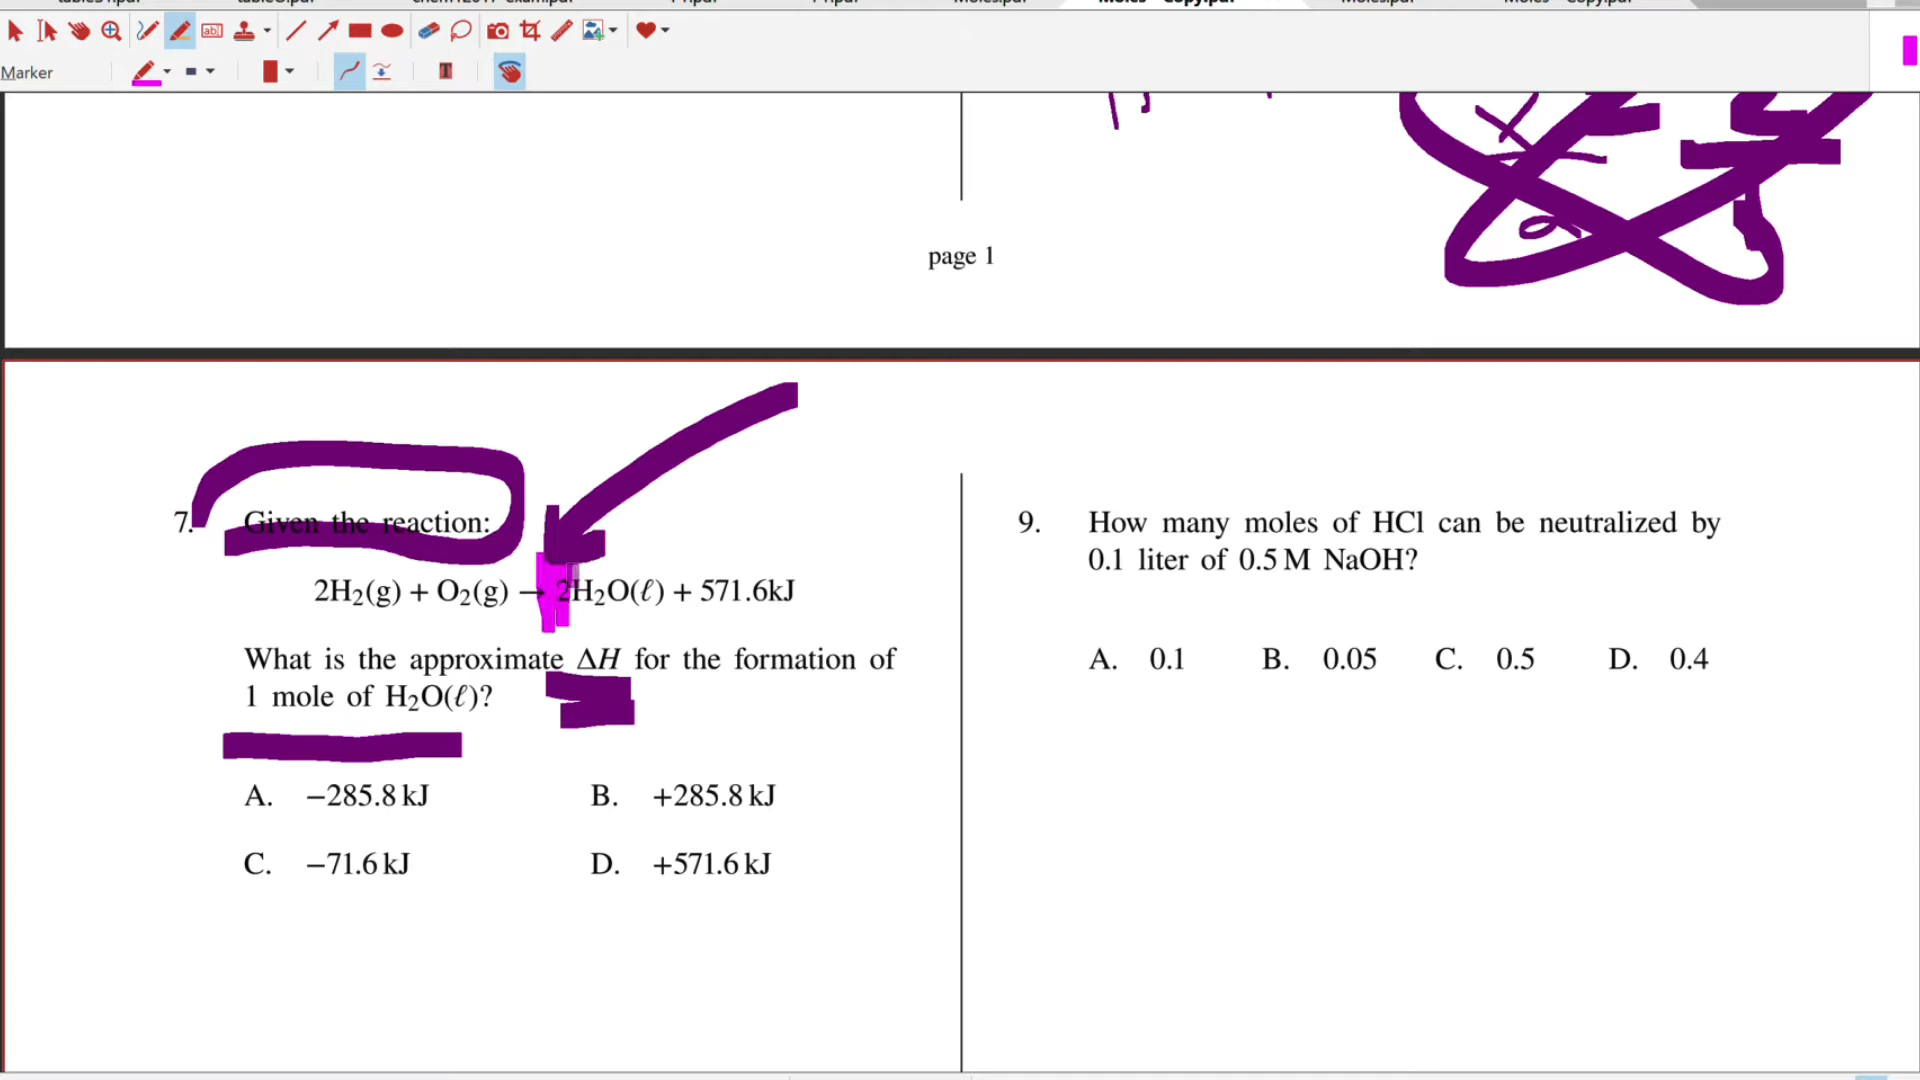 Marker
page 1
7. Given the reaction:
2H₂(g) + O₂(g) → 2H₂O(ℓ) + 571.6kJ
What is the approximate ΔH for the formation of
1 mole of H₂O(ℓ)?
A. −285.8 kJ B. +285.8 kJ
C. −71.6 kJ D. +571.6 kJ
9. How many moles of HCl can be neutralized by
0.1 liter of 0.5 M NaOH?
A. 0.1 B. 0.05 C. 0.5 D. 0.4